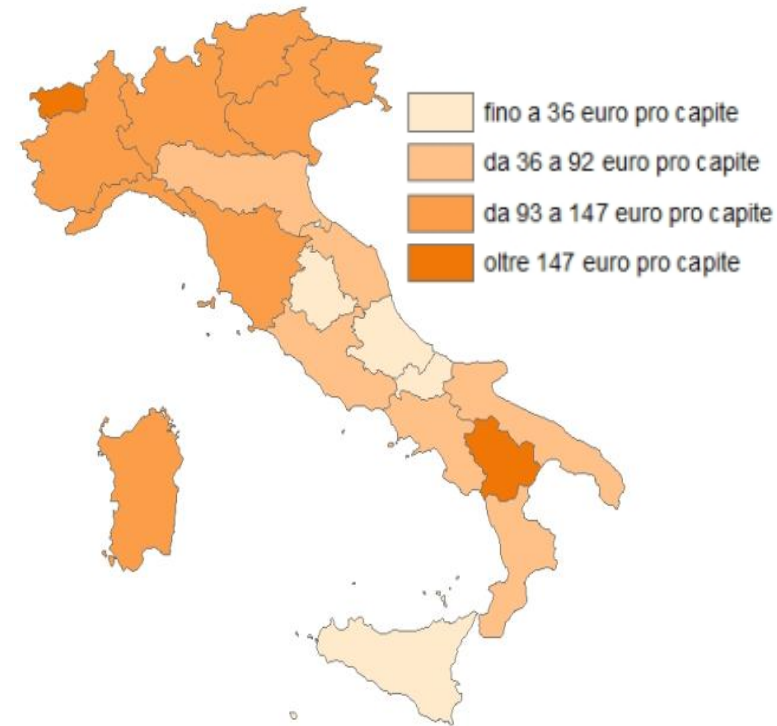 fino a 36 euro pro capite
da 36 a 92 euro pro capite
da 93 a 147 euro pro capite
oltre 147 euro pro capite